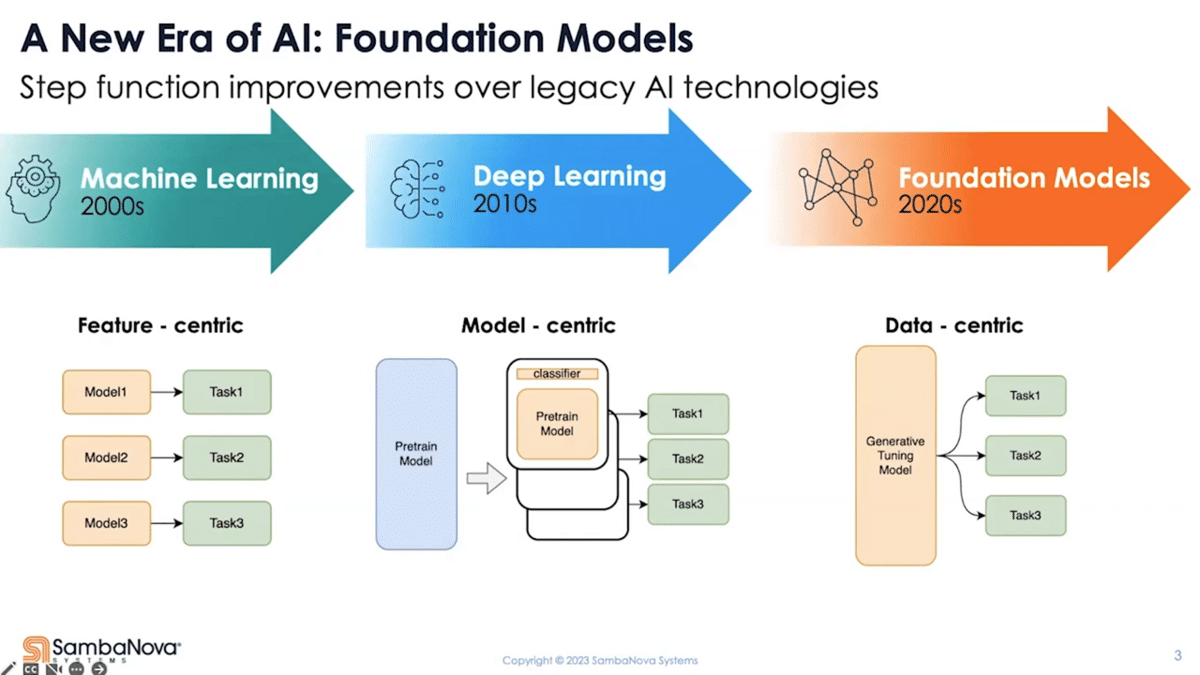 A New Era of AI: Foundation Models
Step function improvements over legacy AI technologies
Machine Learning
2000s
Deep Learning
2010s
Foundation Models
2020s
Feature - centric
Model1
Task1
Model2
Task2
Model3
Task3
Model - centric
Pretrain
Model
classifier
Pretrain
Model
Task1
Task2
Task3
Data - centric
Generative
Tuning
Model
Task1
Task2
Task3
SambaNova®
SYSTEMS
CC
Copyright © 2023 SambaNova Systems
3